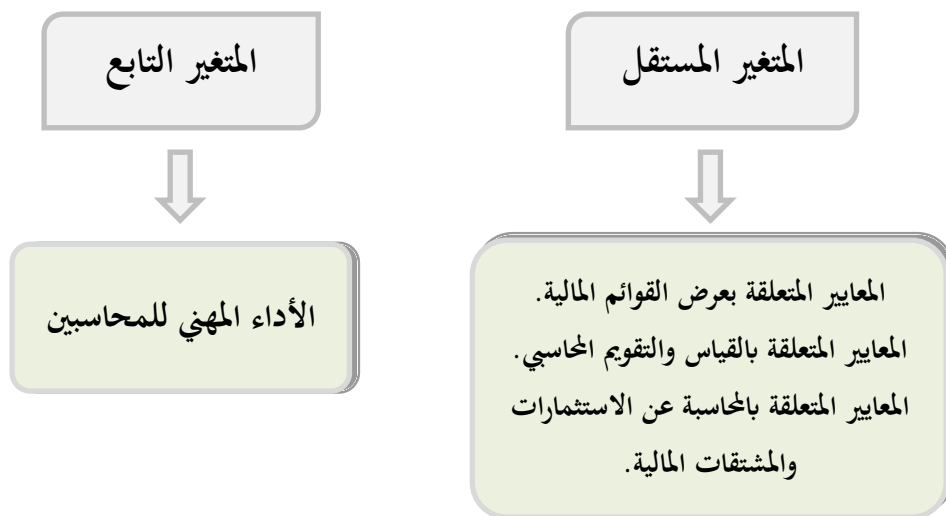 المتغير المستقل
المتغير التابع
المعايير المتعلقة بعرض القوائم المالية.
المعايير المتعلقة بالقياس والتقويم المحاسبي.
المعايير المتعلقة بالمحاسبة عن الاستثمارات
والمشتقات المالية.
الأداء المهني للمحاسبين